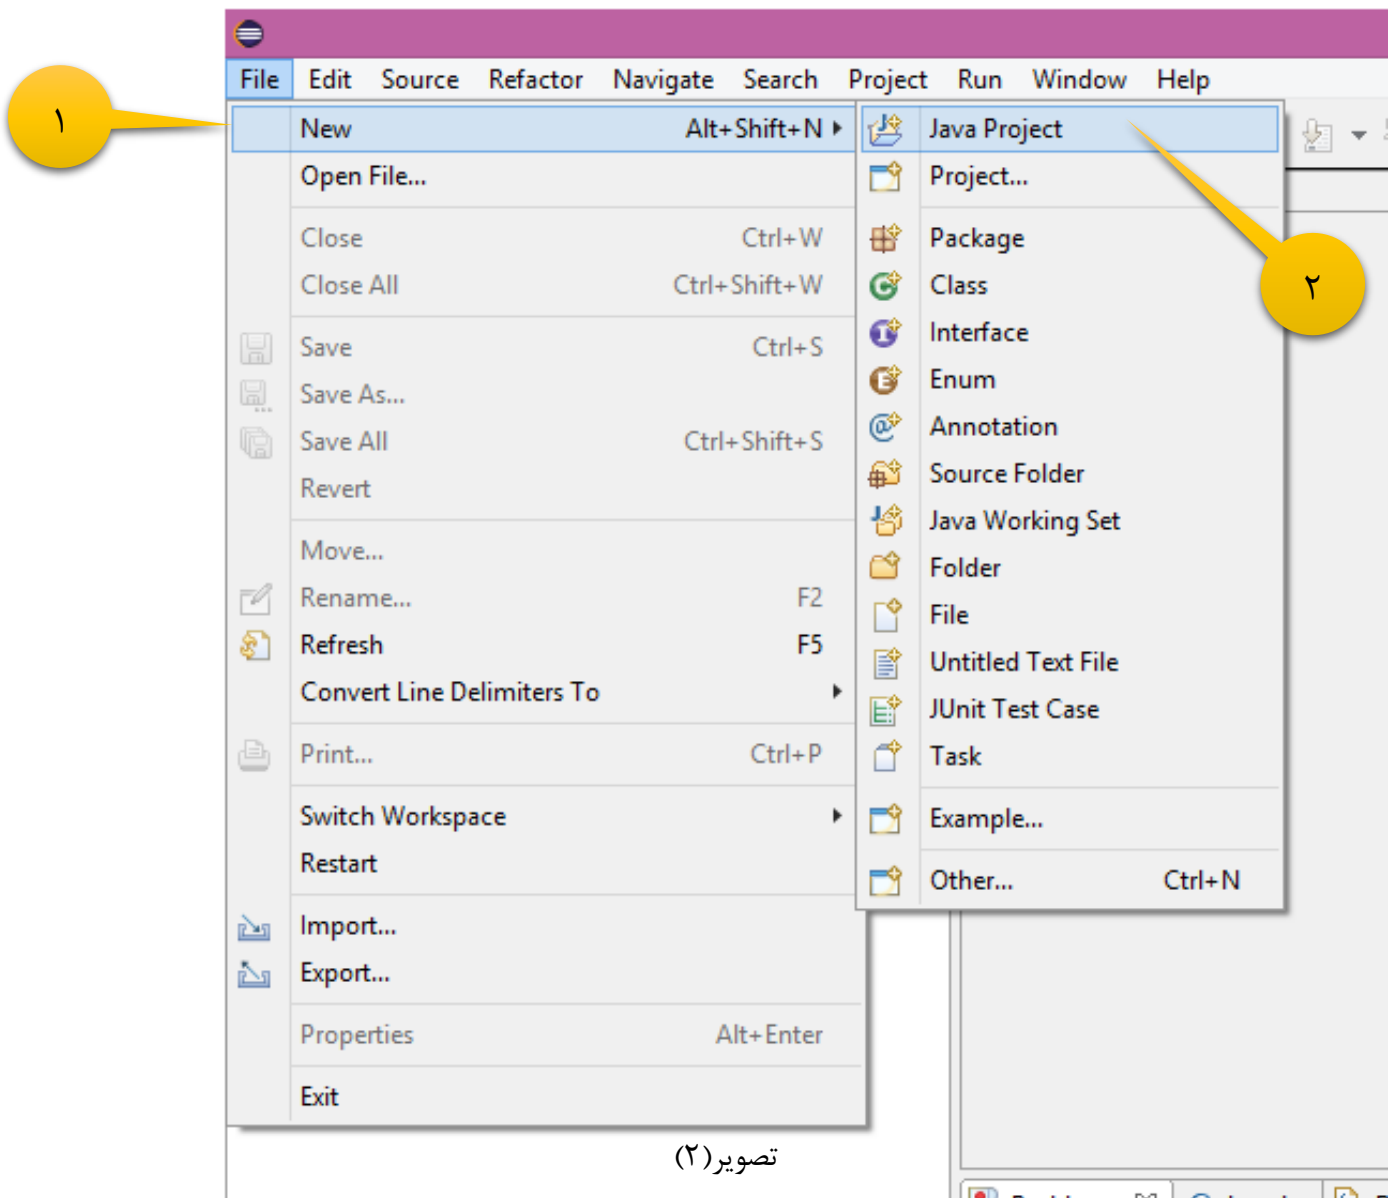 File Edit Source Refactor Navigate Search Project Run Window Help
۱
New Alt+Shift+N
Open File...
Close Ctrl+W
Close All Ctrl+Shift+W
Save Ctrl+S
Save As...
Save All Ctrl+Shift+S
Revert
Move...
Rename... F2
Refresh F5
Convert Line Delimiters To
Print... Ctrl+P
Switch Workspace
Restart
Import...
Export...
Properties Alt+Enter
Exit
Java Project
Project...
۲
Package
Class
Interface
Enum
Annotation
Source Folder
Java Working Set
Folder
File
Untitled Text File
JUnit Test Case
Task
Example...
Other... Ctrl+N
تصویر(۲)